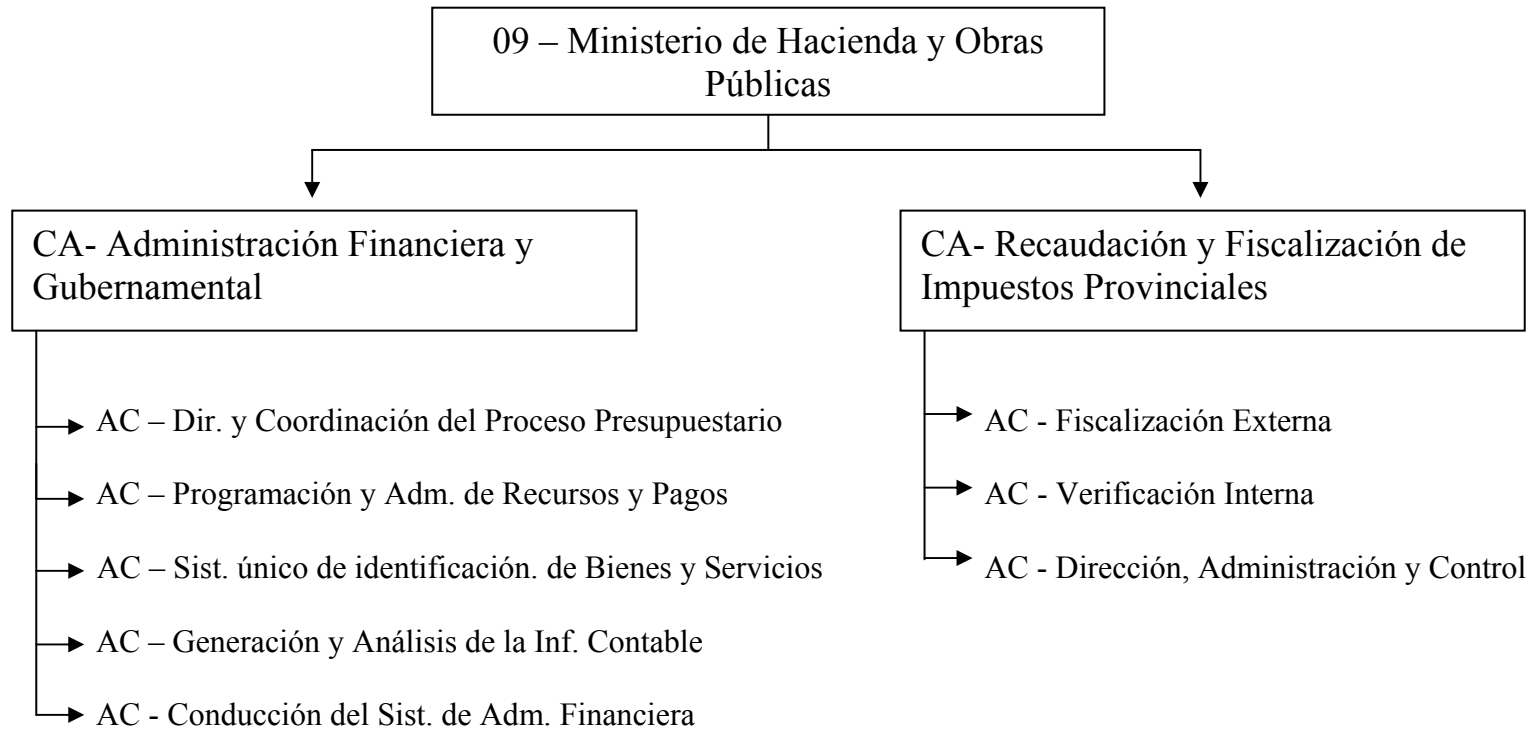 09 – Ministerio de Hacienda y Obras
Públicas
CA- Administración Financiera y
Gubernamental
AC – Dir. y Coordinación del Proceso Presupuestario
AC – Programación y Adm. de Recursos y Pagos
AC – Sist. único de identificación. de Bienes y Servicios
AC – Generación y Análisis de la Inf. Contable
AC - Conducción del Sist. de Adm. Financiera
CA- Recaudación y Fiscalización de
Impuestos Provinciales
AC - Fiscalización Externa
AC - Verificación Interna
AC - Dirección, Administración y Control